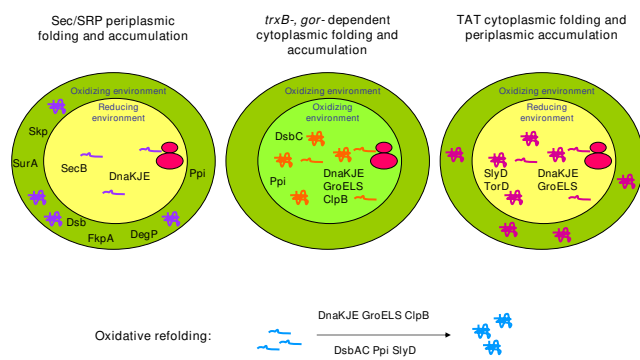 Sec/SRP periplasmic
folding and accumulation
trxB-, gor- dependent
cytoplasmic folding and
accumulation
TAT cytoplasmic folding and
periplasmic accumulation
Oxidizing environment
Reducing
environment
Skp
SurA
SecB
DnaKJE
Ppi
Dsb
FkpA
DegP
Oxidizing environment
Oxidizing
environment
DsbC
Ppi
DnaKJE
GroELS
ClpB
Oxidizing environment
Reducing
environment
SlyD
TorD
DnaKJE
GroELS
Oxidative refolding:
DnaKJE GroELS ClpB
DsbAC Ppi SlyD